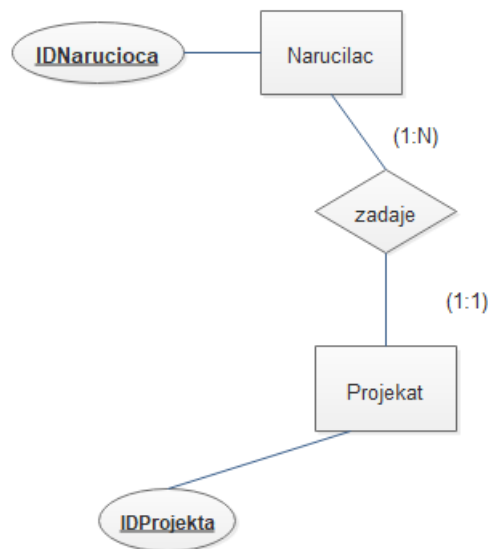 IDNarucioca
Narucilac
(1:N)
zadaje
(1:1)
Projekat
IDProjekta